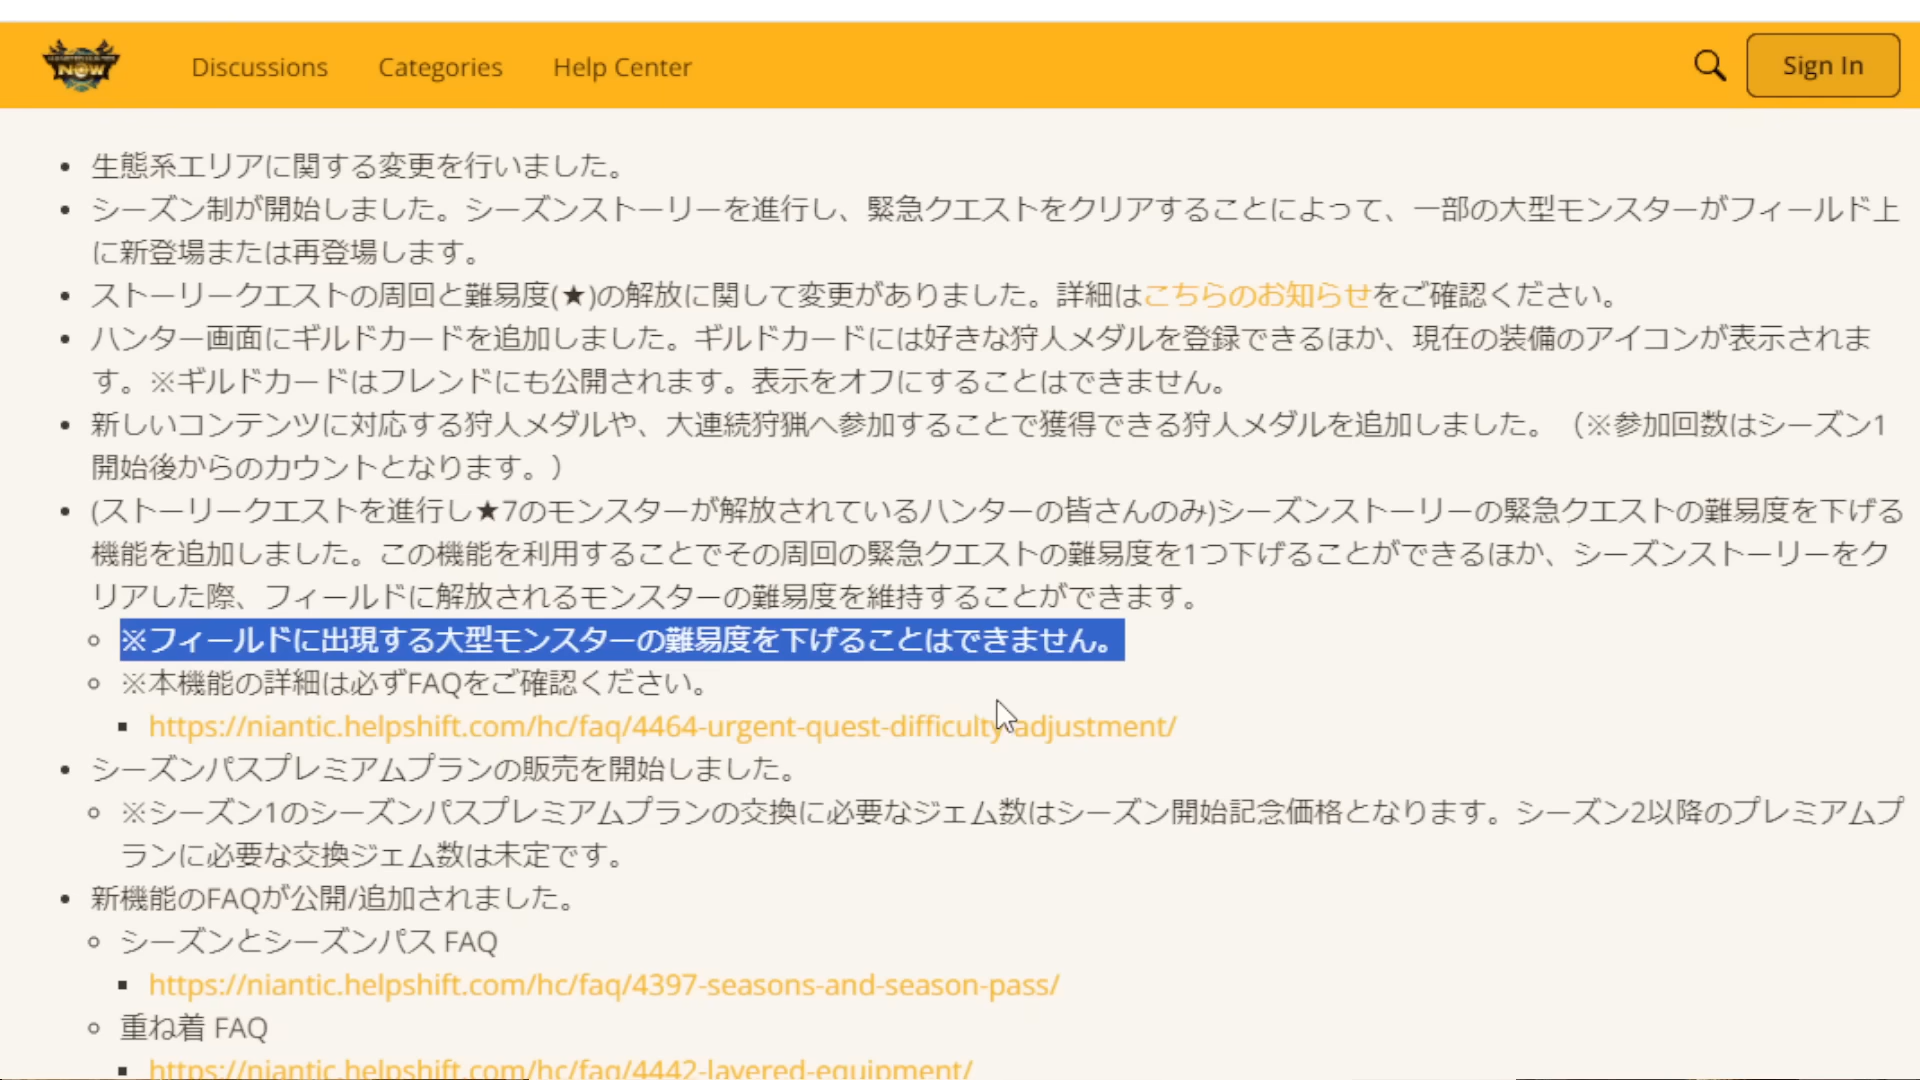 NOW
Discussions
Categories
Help Center
Sign In
生態系エリアに関する変更を行いました。
シーズン制が開始しました。シーズンストーリーを進行し、緊急クエストをクリアすることによって、一部の大型モンスターがフィールド上
に新登場または再登場します。
ストーリークエストの周回と難易度(★)の解放に関して変更がありました。詳細はこちらのお知らせをご確認ください。
ハンター画面にギルドカードを追加しました。ギルドカードには好きな狩人メダルを登録できるほか、現在の装備のアイコンが表示されま
す。※ギルドカードはフレンドにも公開されます。表示をオフにすることはできません。
新しいコンテンツに対応する狩人メダルや、大連続狩猟へ参加することで獲得できる狩人メダルを追加しました。（※参加回数はシーズン1
開始後からのカウントとなります。）
(ストーリークエストを進行し★7のモンスターが解放されているハンターの皆さんのみ)シーズンストーリーの緊急クエストの難易度を下げる
機能を追加しました。この機能を利用することでその周回の緊急クエストの難易度を1つ下げることができるほか、シーズンストーリーをク
リアした際、フィールドに解放されるモンスターの難易度を維持することができます。
※フィールドに出現する大型モンスターの難易度を下げることはできません。
※本機能の詳細は必ずFAQをご確認ください。
https://niantic.helpshift.com/hc/faq/4464-urgent-quest-difficulty-adjustment/
シーズンパスプレミアムプランの販売を開始しました。
※シーズン1のシーズンパスプレミアムプランの交換に必要なジェム数はシーズン開始記念価格となります。シーズン2以降のプレミアムプ
ランに必要な交換ジェム数は未定です。
新機能のFAQが公開/追加されました。
シーズンとシーズンパス FAQ
https://niantic.helpshift.com/hc/faq/4397-seasons-and-season-pass/
重ね着 FAQ
https://niantic.helpshift.com/hc/faq/4442-layered-equipment/